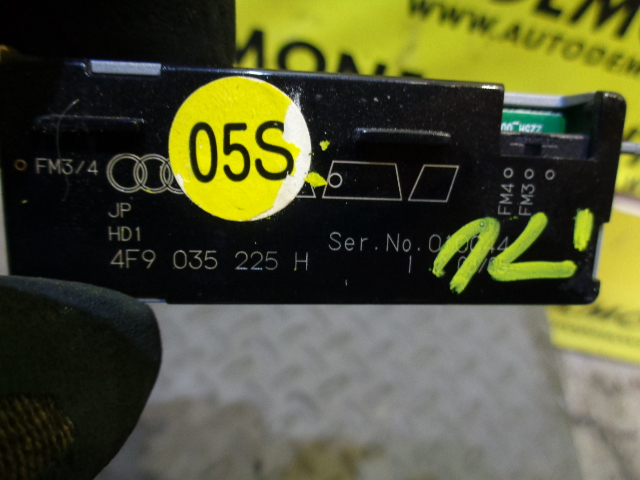 WWW.AUTODEM
05S
FM3/4
JP
HD1
4F9 035 225 H
Ser.No.
FM4
FM3